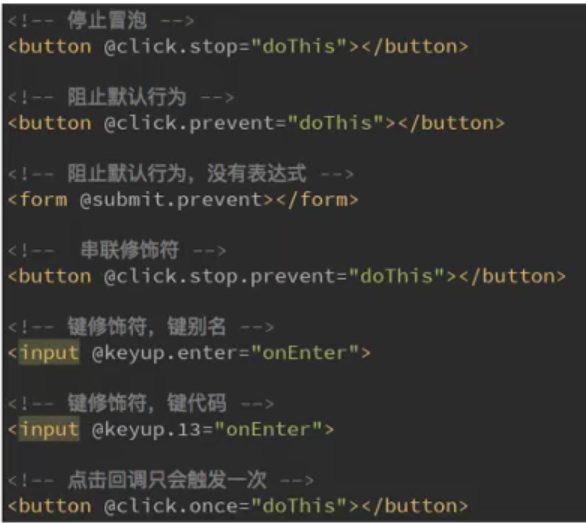 <!-- 停止冒泡 -->
<button @click.stop="doThis"></button>
<!-- 阻止默认行为 -->
<button @click.prevent="doThis"></button>
<!-- 阻止默认行为，没有表达式 -->
<form @submit.prevent></form>
<!-- 串联修饰符 -->
<button @click.stop.prevent="doThis"></button>
<!-- 键修饰符，键别名 -->
<input @keyup.enter="onEnter">
<!-- 键修饰符，键代码 -->
<input @keyup.13="onEnter">
<!-- 点击回调只会触发一次 -->
<button @click.once="doThis"></button>